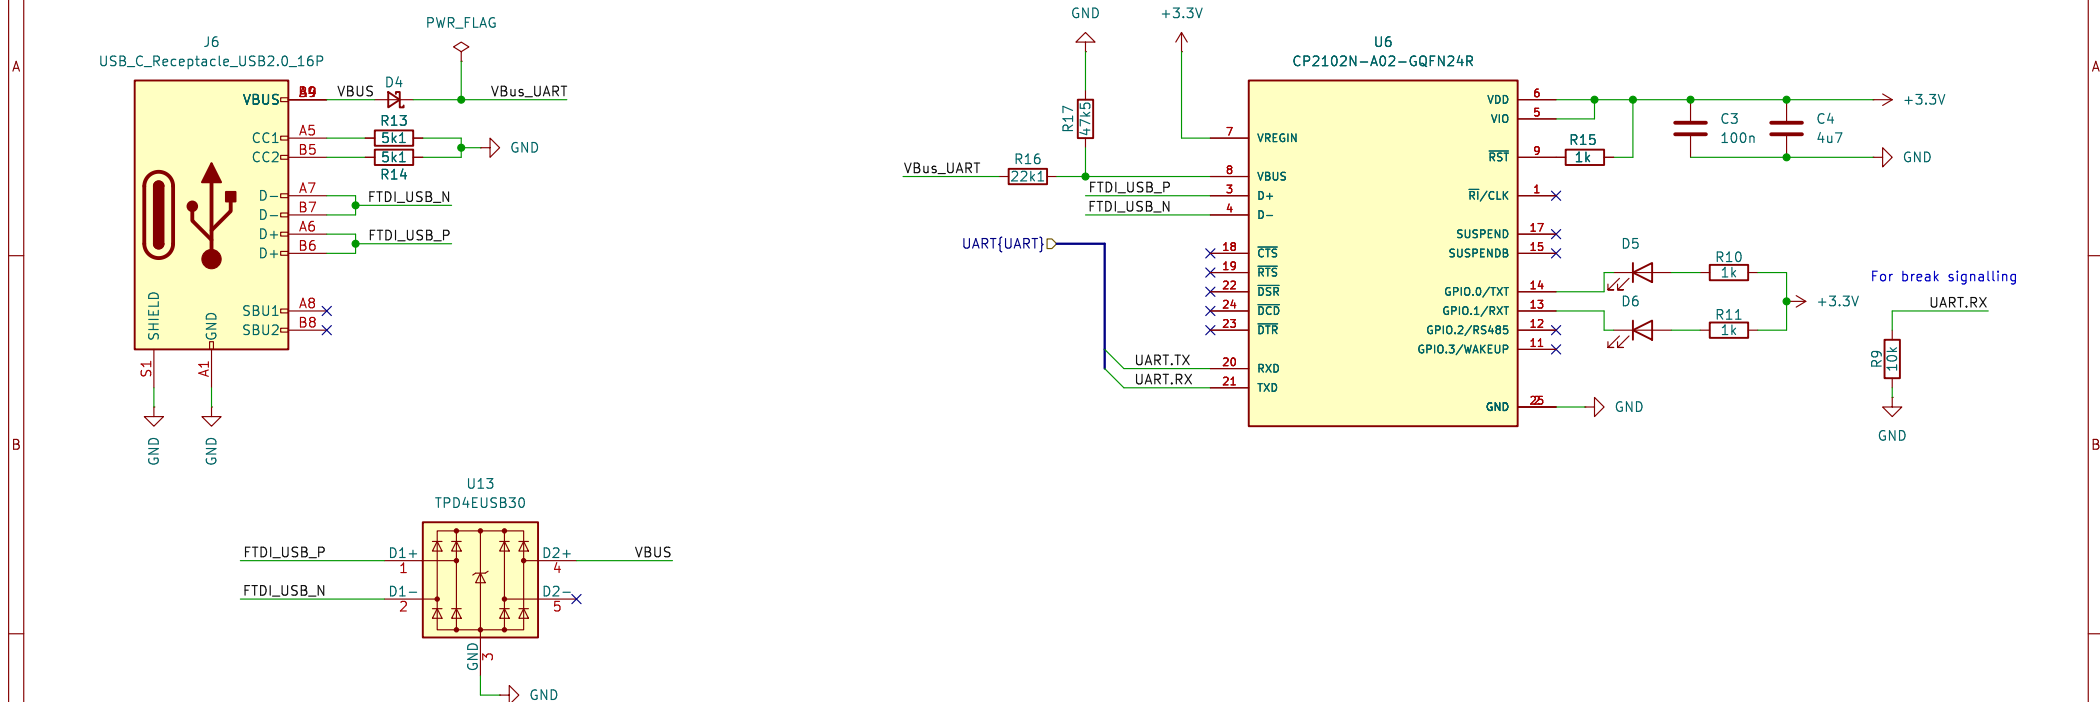 A
J6
USB_C_Receptacle_USB2.0_16P
PWR_FLAG
VBUS
VBUS
D4
VBus_UART
CC1
A5
R13
5k1
CC2
B5
5k1
R14
GND
D-
A7
D-
B7
FTDI_USB_N
D+
A6
D+
B6
FTDI_USB_P
SBU1
A8
SBU2
B8
SHIELD
GND
S1
A1
GND
GND
B
U13
TPD4EUSB30
FTDI_USB_P
D1+
1
D2+
4
VBUS
FTDI_USB_N
D1-
2
D2-
5
GND
3
GND
GND
+3.3V
R17
47k5
VBus_UART
R16
22k1
FTDI_USB_P
FTDI_USB_N
UART{UART}
UART.TX
UART.RX
U6
CP2102N-A02-GQFN24R
7
VREGIN
8
VBUS
3
D+
4
D-
18
CTS
19
RTS
22
DSR
24
DCD
23
DTR
20
RXD
21
TXD
VDD
6
VIO
5
RST
9
RI/CLK
1
SUSPEND
17
SUSPENDB
15
GPIO.0/TXT
14
GPIO.1/RXT
13
GPIO.2/RS485
12
GPIO.3/WAKEUP
11
GND
25
GND
R15
1k
C3
100n
C4
4u7
+3.3V
GND
D5
R10
1k
D6
R11
1k
+3.3V
For break signalling
UART.RX
R9
10k
GND
A
B